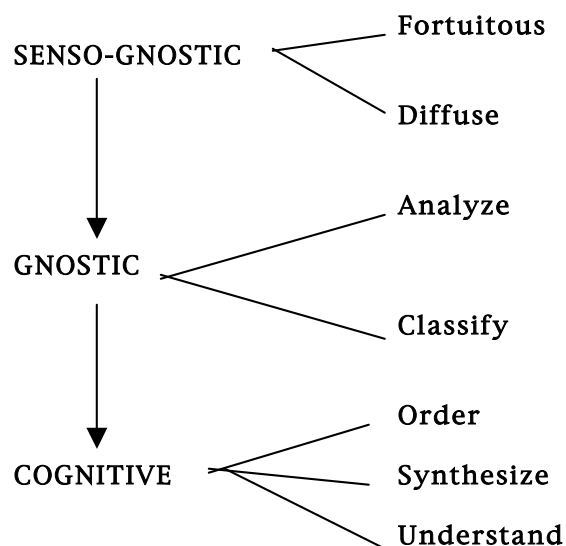 Fortuitous
SENSO-GNOSTIC
Diffuse
Analyze
GNOSTIC
Classify
Order
COGNITIVE
Synthesize
Understand